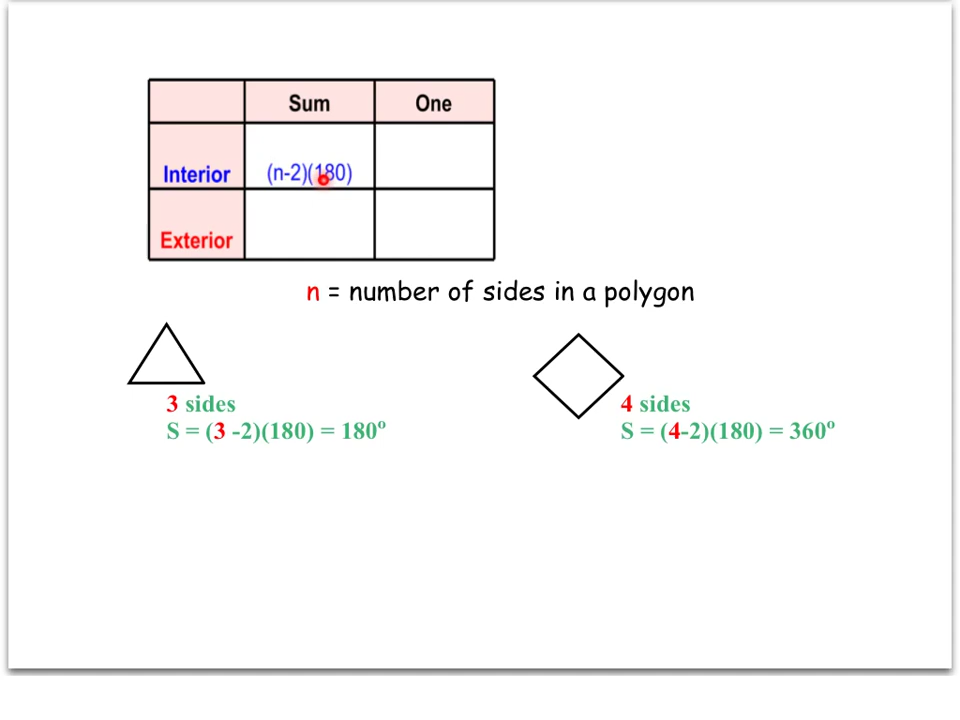 Sum One
Interior (n-2)(180)
Exterior
n = number of sides in a polygon
3 sides
S = (3 -2)(180) = 180º
4 sides
S = (4-2)(180) = 360º